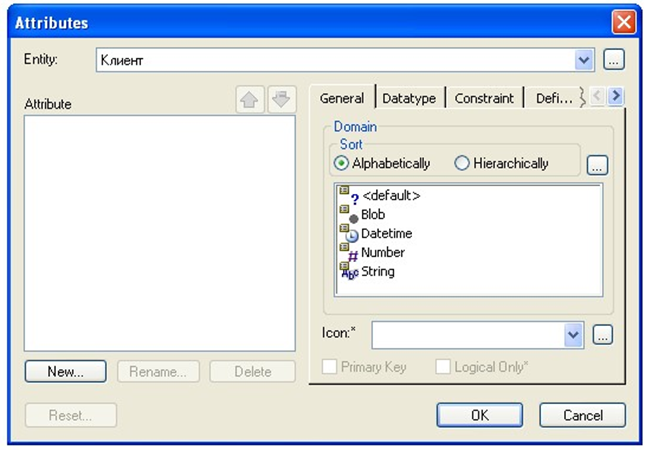 Attributes
Entity: Клиент ...
Attribute
General Datatype Constraint Defi...
Domain
Sort
Alphabetically Hierarchically ...
? <default>
Blob
Datetime
# Number
Abc String
Icon:* ...
New... Rename... Delete
Primary Key Logical Only*
Reset... OK Cancel